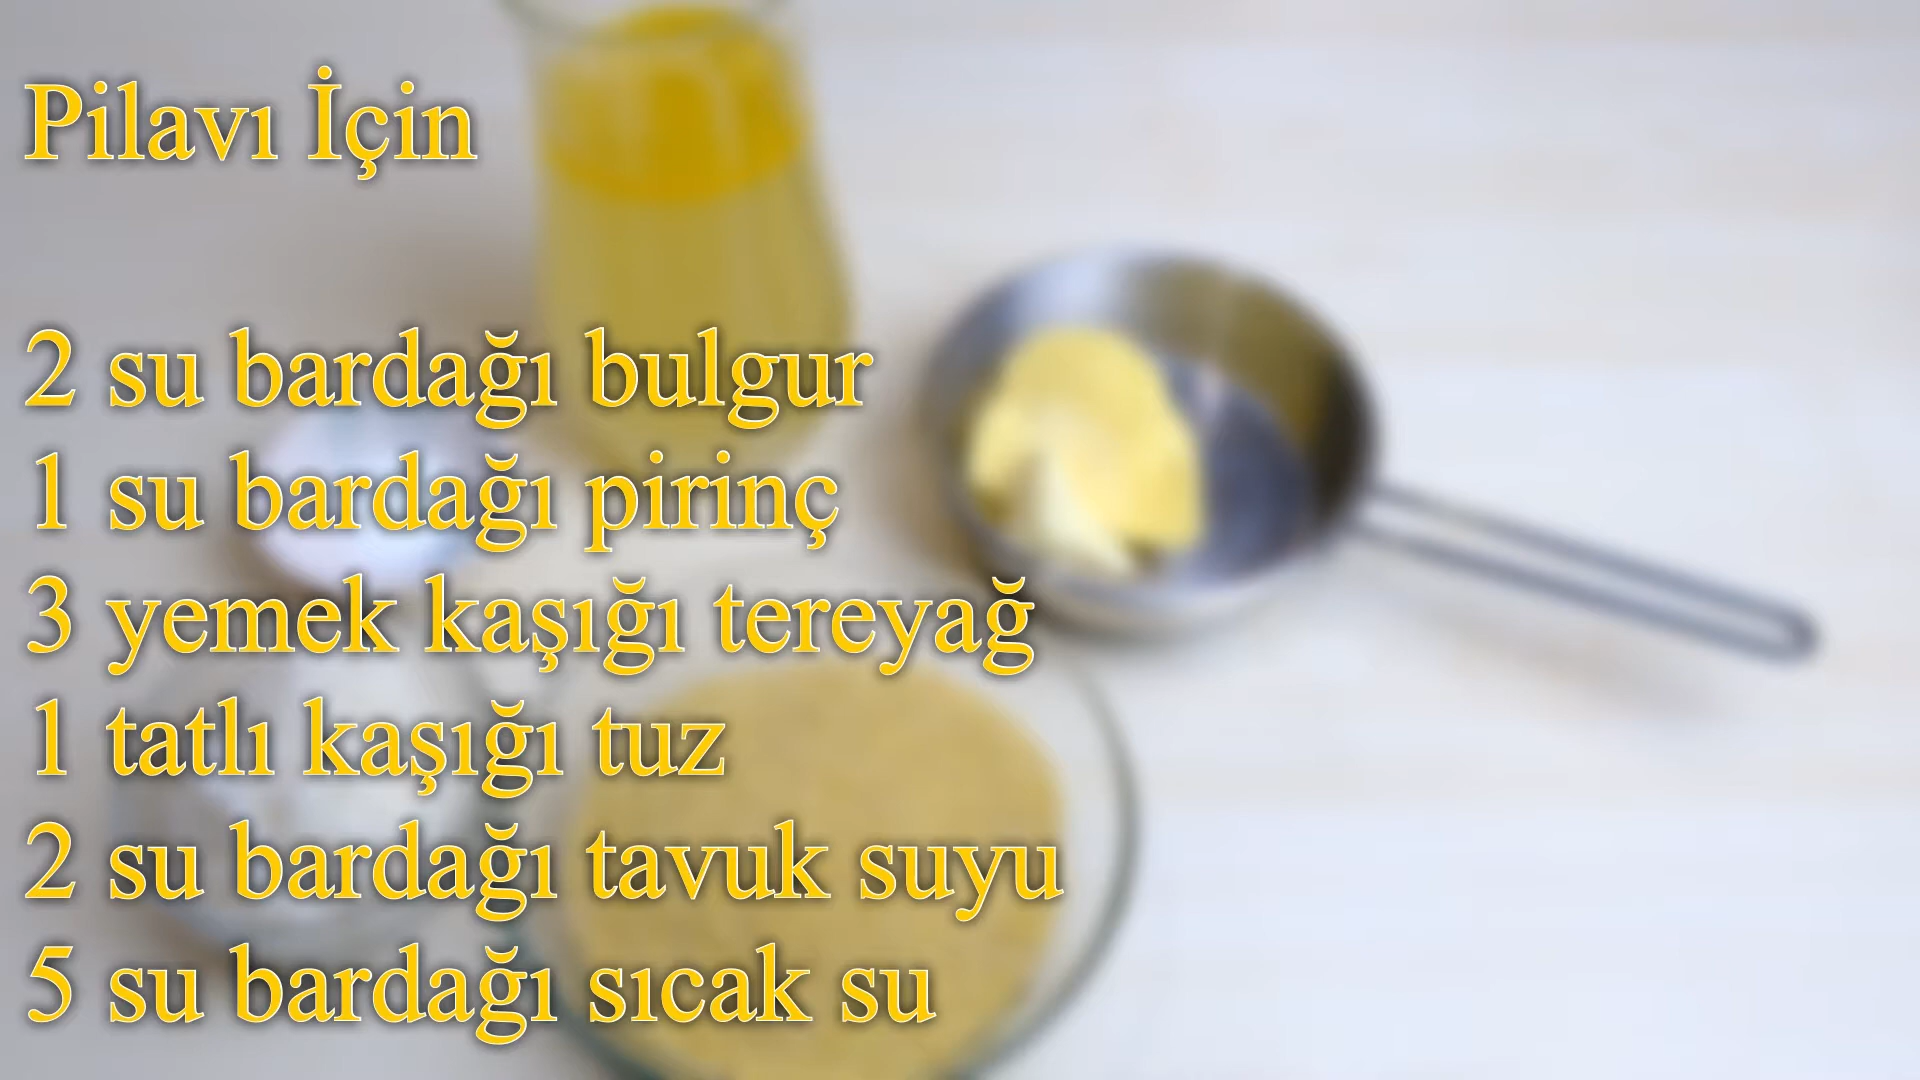 Pilavı İçin
2 su bardağı bulgur
1 su bardağı pirinç
3 yemek kaşığı tereyağ
1 tatlı kaşığı tuz
2 su bardağı tavuk suyu
5 su bardağı sıcak su